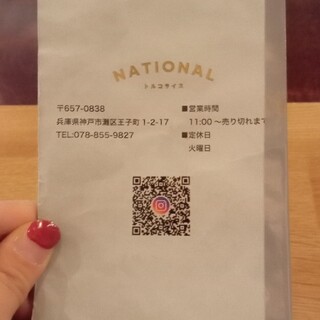 NATIONAL
トルコライス
〒657-0838
兵庫県神戸市灘区王子町 1-2-17
TEL:078-855-9827
■営業時間
11:00 ～売り切れまで
■定休日
火曜日